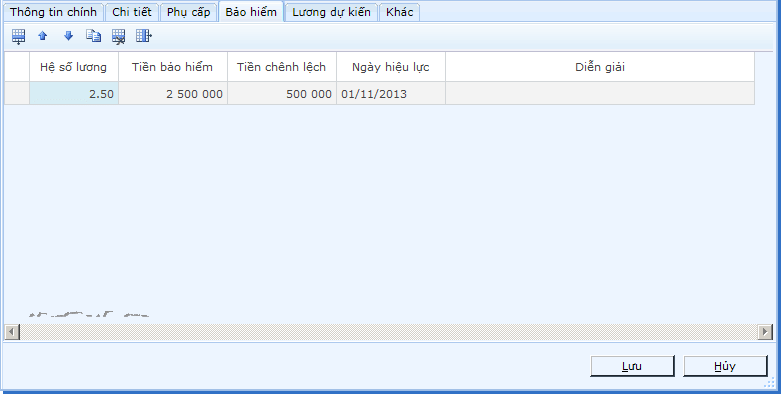 Thông tin chính Chi tiết Phụ cấp Bảo hiểm Lương dự kiến Khác
Hệ số lương Tiền bảo hiểm Tiền chênh lệch Ngày hiệu lực Diễn giải
2.50 2 500 000 500 000 01/11/2013
Lưu Hủy